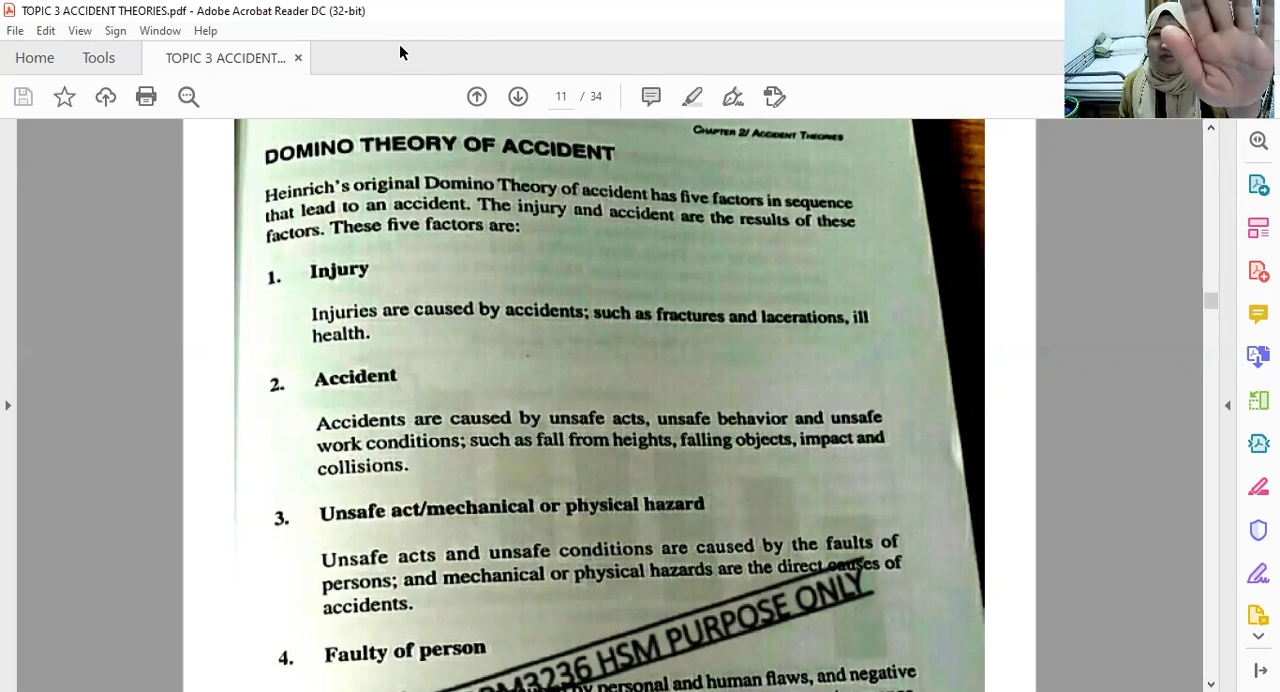 TOPIC 3 ACCIDENT THEORIES.pdf - Adobe Acrobat Reader DC (32-bit)
File Edit View Sign Window Help
Home Tools TOPIC 3 ACCIDENT... ×
11 / 34
CHAPTER 2/ ACCIDENT THEORIES
DOMINO THEORY OF ACCIDENT
Heinrich's original Domino Theory of accident has five factors in sequence
that lead to an accident. The injury and accident are the results of these
factors. These five factors are:
1. Injury
Injuries are caused by accidents; such as fractures and lacerations, ill
health.
2. Accident
Accidents are caused by unsafe acts, unsafe behavior and unsafe
work conditions; such as fall from heights, falling objects, impact and
collisions.
3. Unsafe act/mechanical or physical hazard
Unsafe acts and unsafe conditions are caused by the faults of
persons; and mechanical or physical hazards are the direct causes of
accidents.
4. Faulty of person
M3236 HSM PURPOSE ONLY
by personal and human flaws, and negative